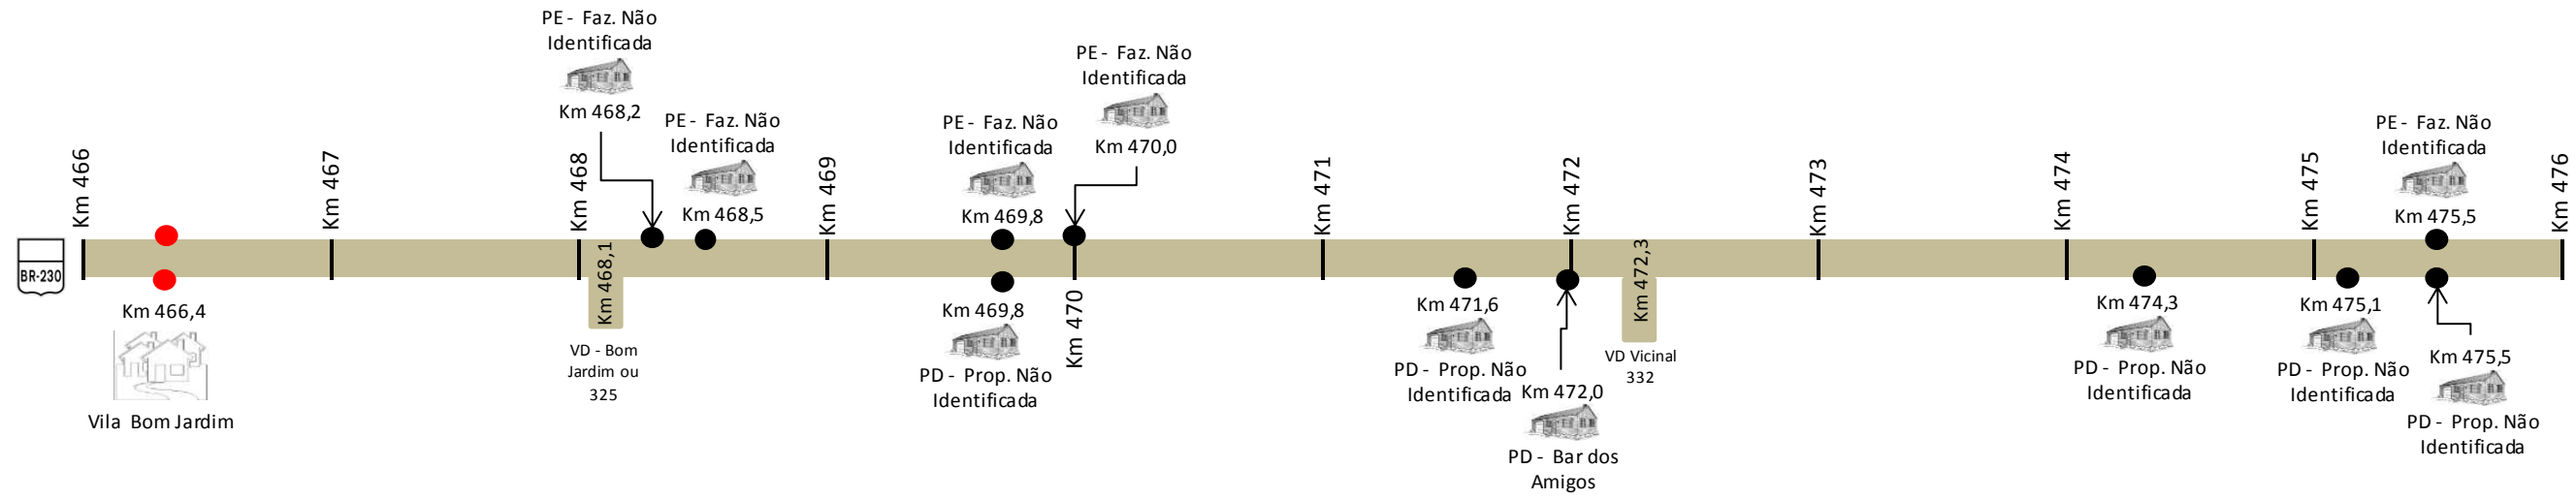 PE - Faz. Não
Identificada
Km 468,2
PE - Faz. Não
Identificada
Km 468,5
PE - Faz. Não
Identificada
Km 469,8
PE - Faz. Não
Identificada
Km 470,0
PE - Faz. Não
Identificada
Km 475,5
Km 466
Km 467
Km 468
Km 469
Km 471
Km 472
Km 473
Km 474
Km 475
Km 476
BR-230
Km 468,1
Km 472,3
Km 470
Km 466,4
Vila Bom Jardim
VD - Bom
Jardim ou
325
Km 469,8
PD - Prop. Não
Identificada
Km 471,6
PD - Prop. Não
Identificada
Km 472,0
PD - Bar dos
Amigos
VD Vicinal
332
Km 474,3
PD - Prop. Não
Identificada
Km 475,1
PD - Prop. Não
Identificada
Km 475,5
PD - Prop. Não
Identificada